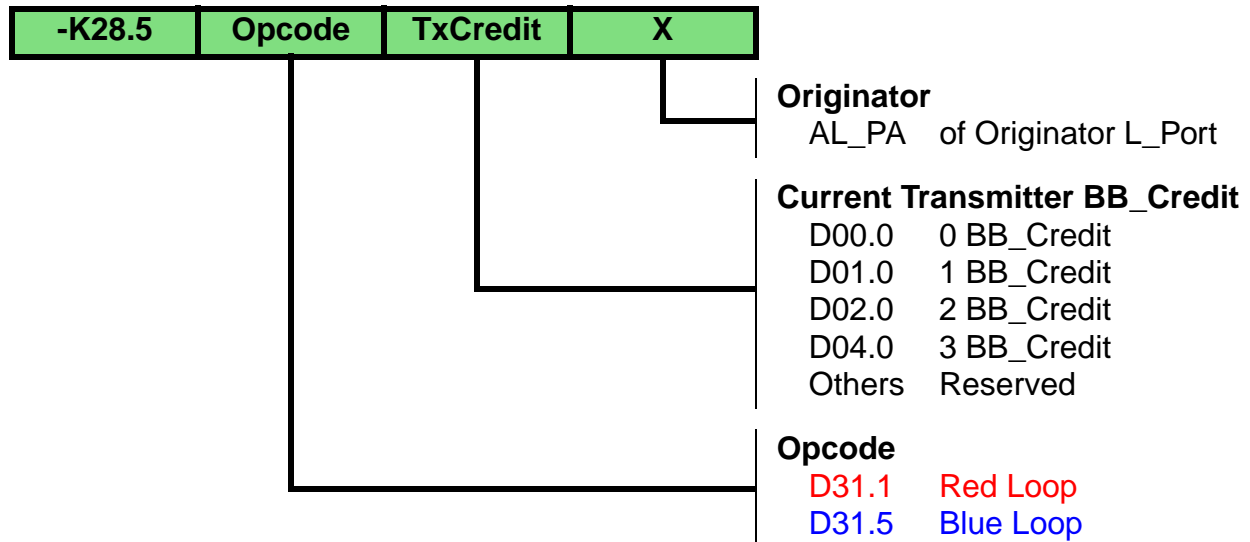 -K28.5 Opcode TxCredit X
Originator
AL_PA of Originator L_Port
Current Transmitter BB_Credit
D00.0 0 BB_Credit
D01.0 1 BB_Credit
D02.0 2 BB_Credit
D04.0 3 BB_Credit
Others Reserved
Opcode
D31.1 Red Loop
D31.5 Blue Loop